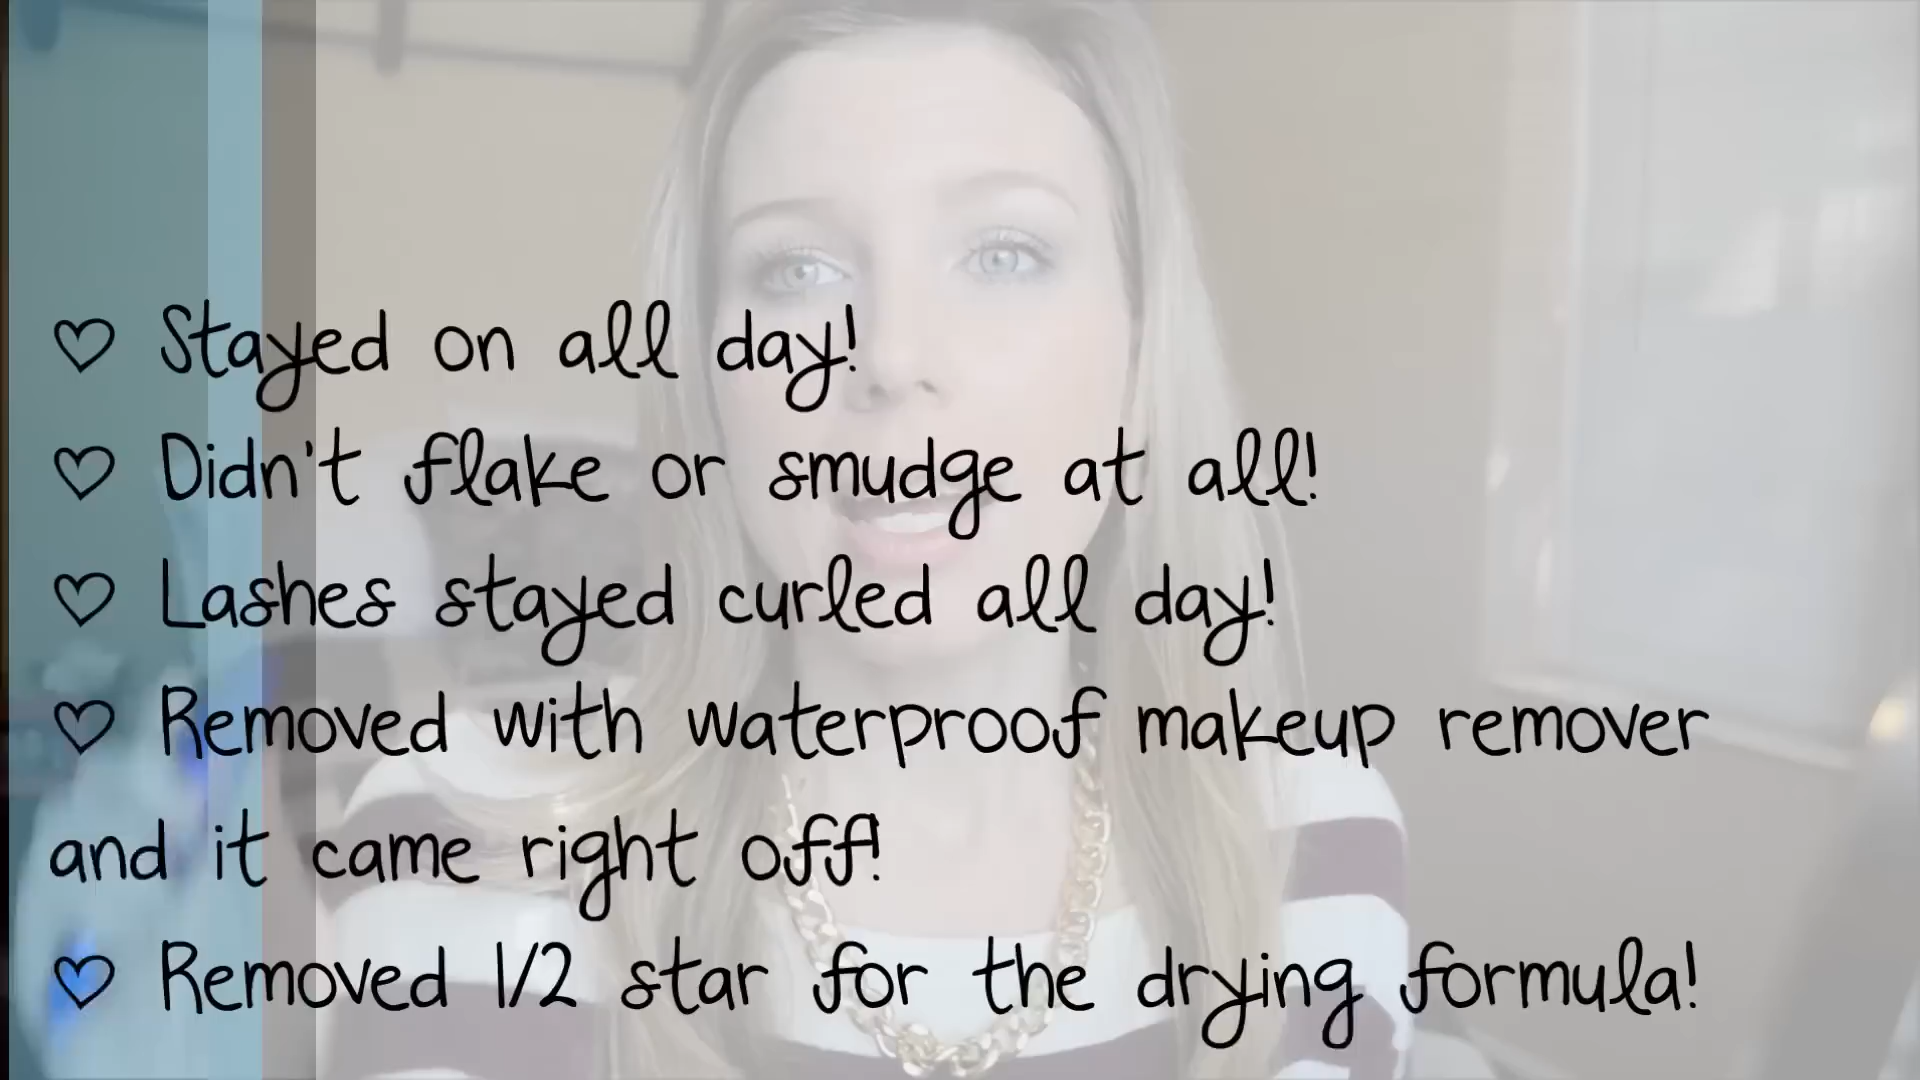 ♡ Stayed on all day!
♡ Didn't flake or smudge at all!
♡ Lashes stayed curled all day!
♡ Removed with waterproof makeup remover
and it came right off!
♡ Removed 1/2 star for the drying formula!